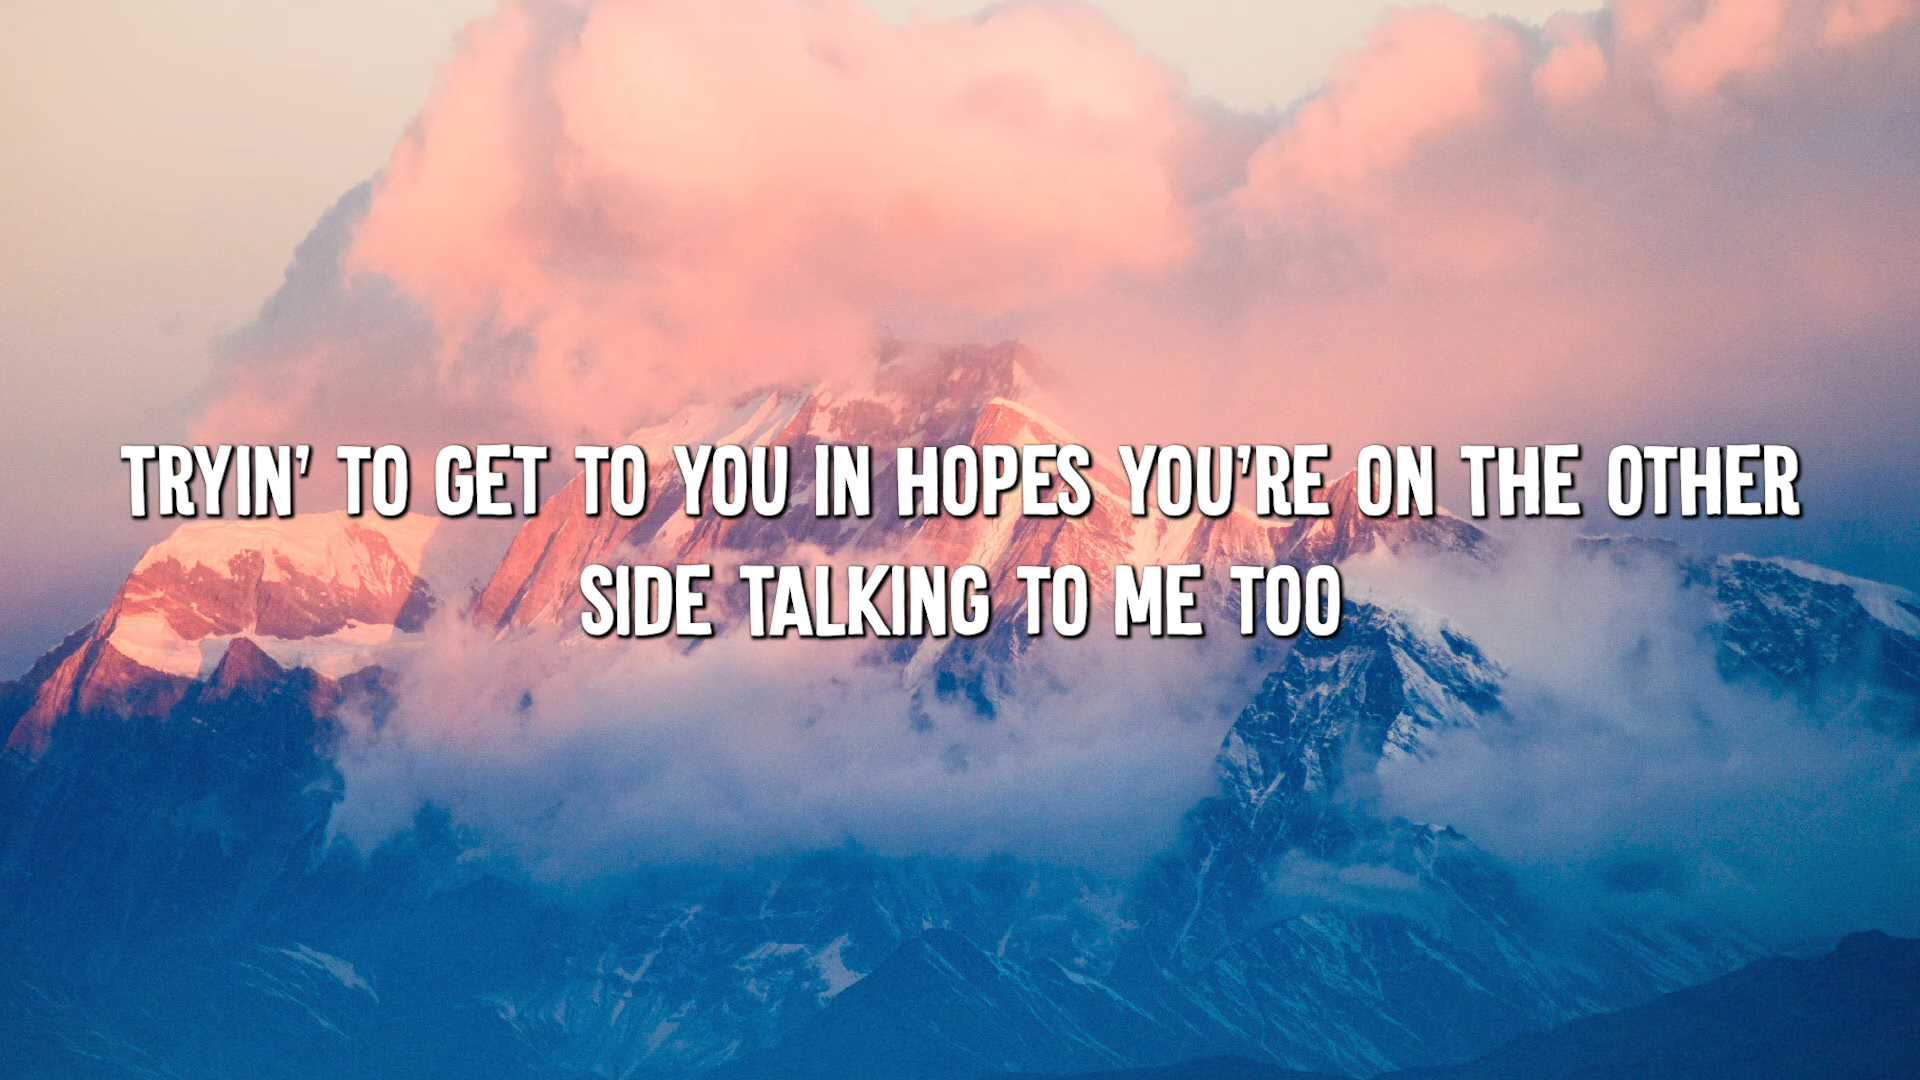 TRYIN' TO GET TO YOU IN HOPES YOU'RE ON THE OTHER
SIDE TALKING TO ME TOO